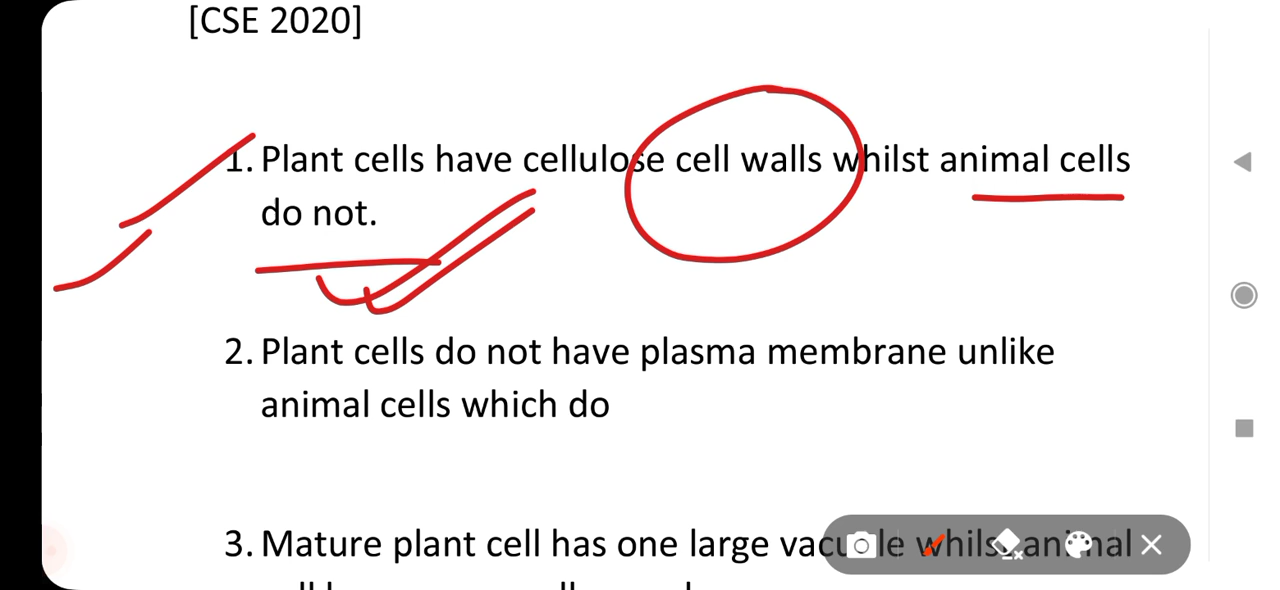 [CSE 2020]
1. Plant cells have cellulose cell walls whilst animal cells
do not.
2. Plant cells do not have plasma membrane unlike
animal cells which do
3. Mature plant cell has one large vacuole whilst animal